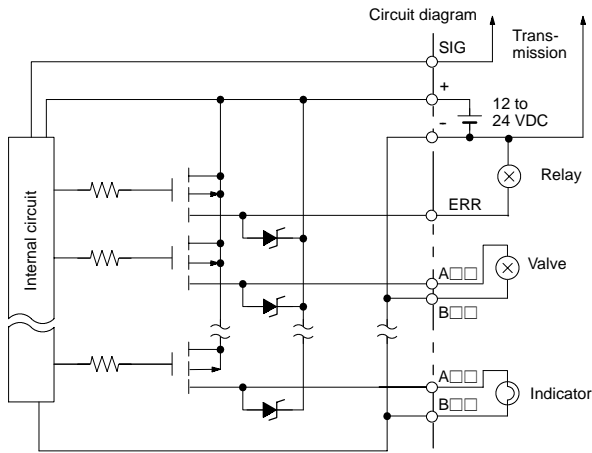 Circuit diagram
SIG
Trans-
mission
+
12 to
24 VDC
-
Relay
ERR
Internal circuit
A□□
Valve
B□□
A□□
Indicator
B□□